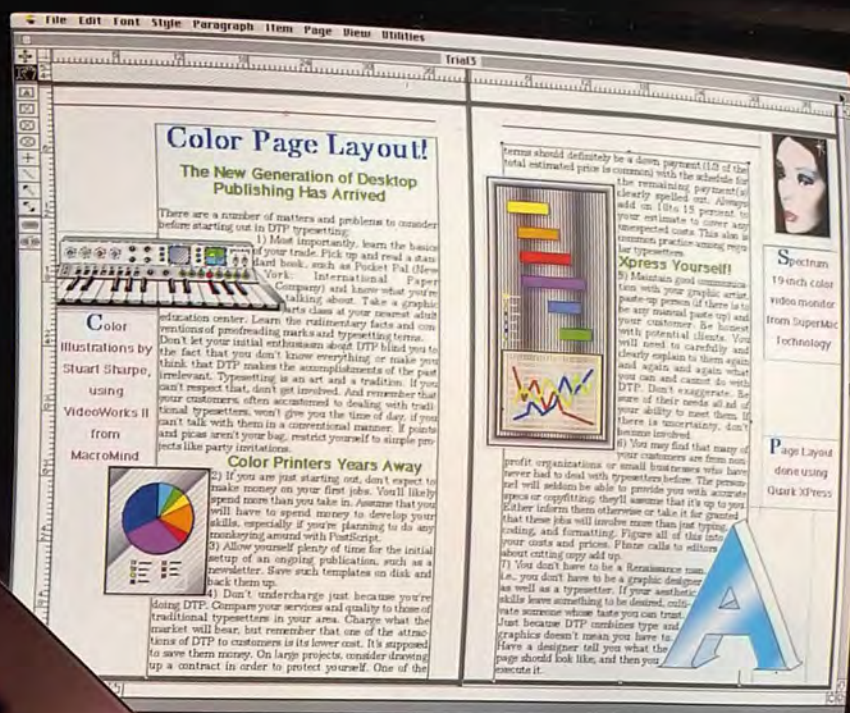 File Edit Font Style Paragraph Item Page View Utilities
Trial5
Color Page Layout!
The New Generation of Desktop
Publishing Has Arrived
There are a number of matters and problems to consider
before starting out in DTP typesetting:
1) Most importantly, learn the basics
of your trade. Pick up and read a stan-
dard book, such as Pocket Pal (New
York: International Paper
Company) and know what you're
talking about. Take a graphic
arts class at your nearest adult
education center. Learn the rudimentary facts and con-
ventions of proofreading marks and typesetting terms.
Don't let your initial enthusiasm about DTP blind you to
the fact that you don't know everything or make you
think that DTP makes the accomplishments of the past
irrelevant. Typesetting is an art and a tradition. If you
can't respect that, don't get involved. And remember that
your customers, often accustomed to dealing with tradi-
tional typesetters, won't give you the time of day, if you
can't talk with them in a conventional manner. If points
and picas aren't your bag, restrict yourself to simple pro-
jects like party invitations.
Color Printers Years Away
2) If you are just starting out, don't expect to
make money on your first jobs. You'll likely
spend more than you take in. Assume that you
will have to spend money to develop your
skills, especially if you're planning to do any
monkeying around with PostScript.
3) Allow yourself plenty of time for the initial
setup of an ongoing publication, such as a
newsletter. Save such templates on disk and
back them up.
4) Don't undercharge just because you're
doing DTP. Compare your services and quality to those of
traditional typesetters in your area. Charge what the
market will bear, but remember that one of the attrac-
tions of DTP to customers is its lower cost. It's supposed
to save them money. On large projects, consider drawing
up a contract in order to protect yourself. One of the
Color
Illustrations by
Stuart Sharpe,
using
VideoWorks II
from
MacroMind
terms should definitely be a down payment (1/3 of the
total estimated price is common) with the schedule for
the remaining payment(s)
clearly spelled out. Always
add on 10 to 15 percent to
your estimate to cover any
unexpected costs. This also is
common practice among regu-
lar typesetters.
Xpress Yourself!
5) Maintain good communica-
tion with your graphic artist,
paste-up person (if there is to
be any manual paste up) and
your customer. Be honest
with potential clients. You
will need to carefully and
clearly explain to them again
and again and again what
you can and cannot do with
DTP. Don't exaggerate. Be
sure of their needs and of
your ability to meet them. If
there is uncertainty, don't
become involved.
6) You may find that many of
your customers are from non-
profit organizations or small businesses who have
never had to deal with typesetters before. The person-
nel will seldom be able to provide you with accurate
specs or copyfitting; they'll assume that it's up to you.
Either inform them otherwise or take it for granted
that these jobs will involve more than just typing,
coding, and formatting. Figure all of this into
your costs and prices. Phone calls to editors
about cutting copy add up.
7) You don't have to be a Renaissance man,
i.e., you don't have to be a graphic designer
as well as a typesetter. If your aesthetic
skills leave something to be desired, culti-
vate someone whose taste you can trust.
Just because DTP combines type and
graphics doesn't mean you have to.
Have a designer tell you what the
page should look like, and then you
execute it.
Spectrum
19-inch color
video monitor
from SuperMac
Technology
Page Layout
done using
Quark XPress
A